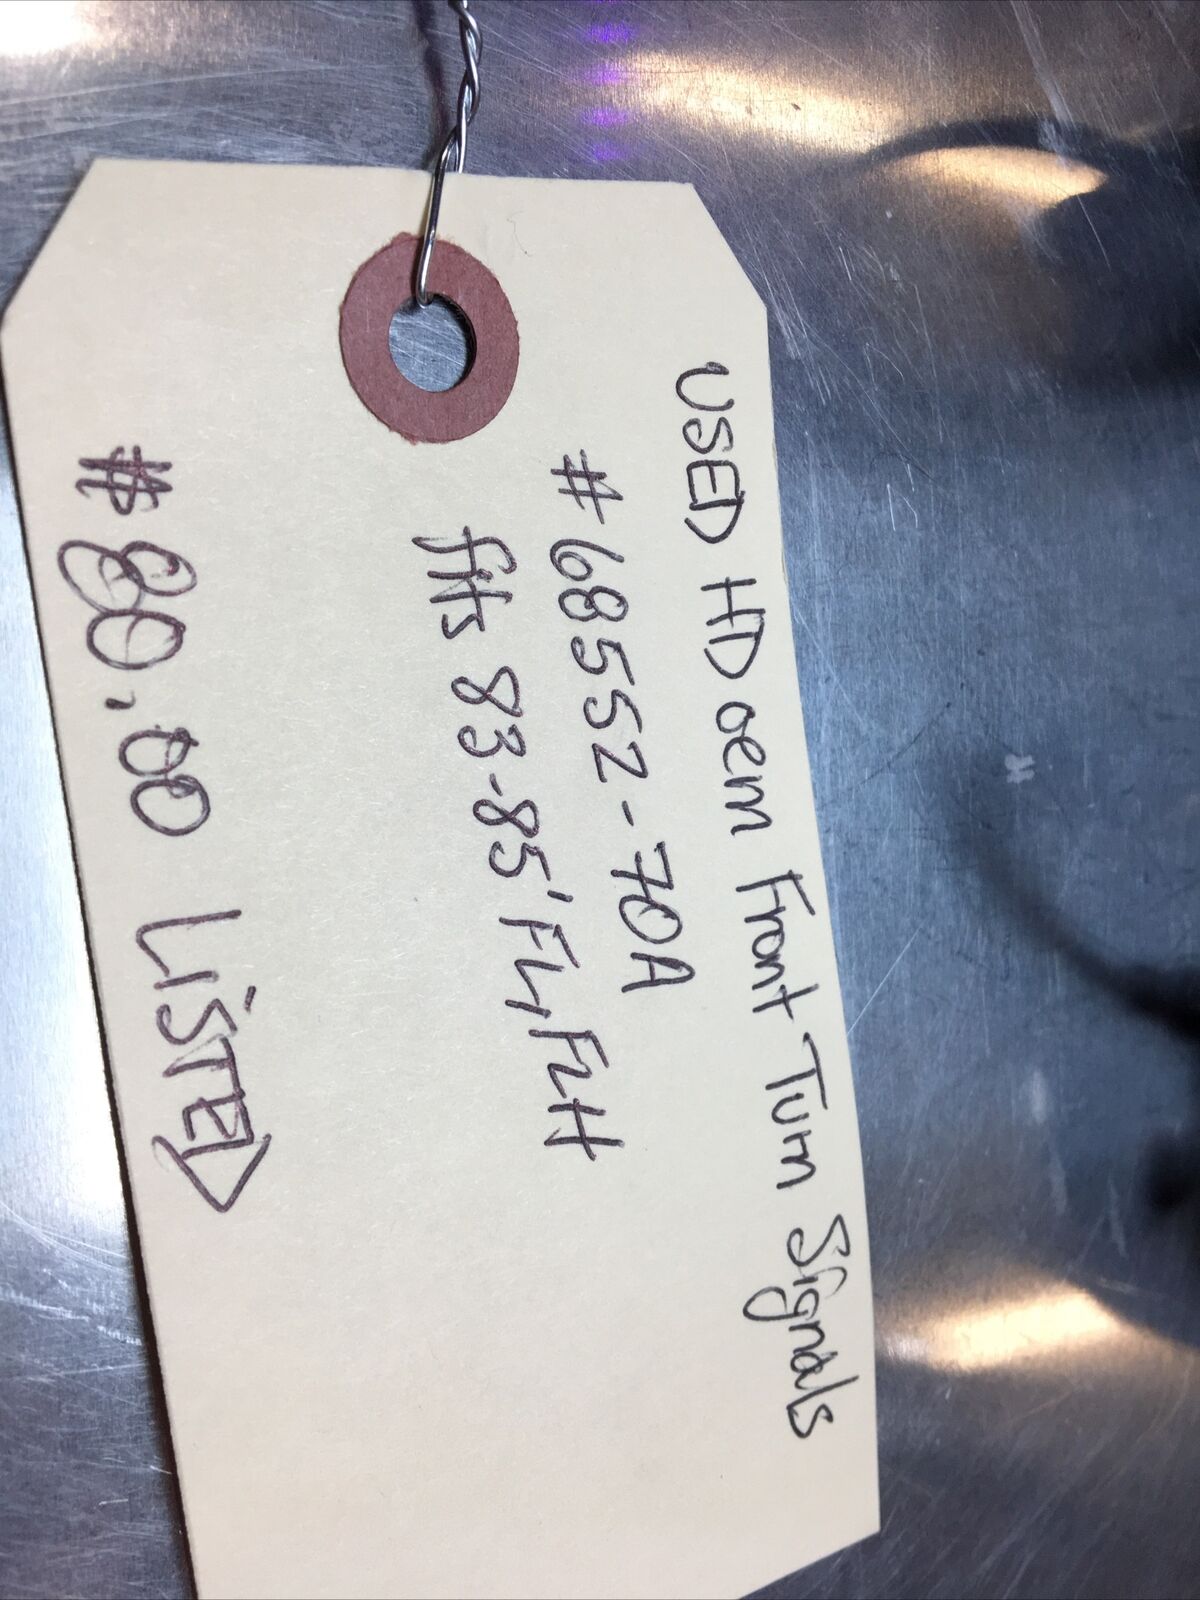 USED HD oem Front Turn Signals
#68552-70A
fits 83-85' FL, FLH
$80.00 LiSTED